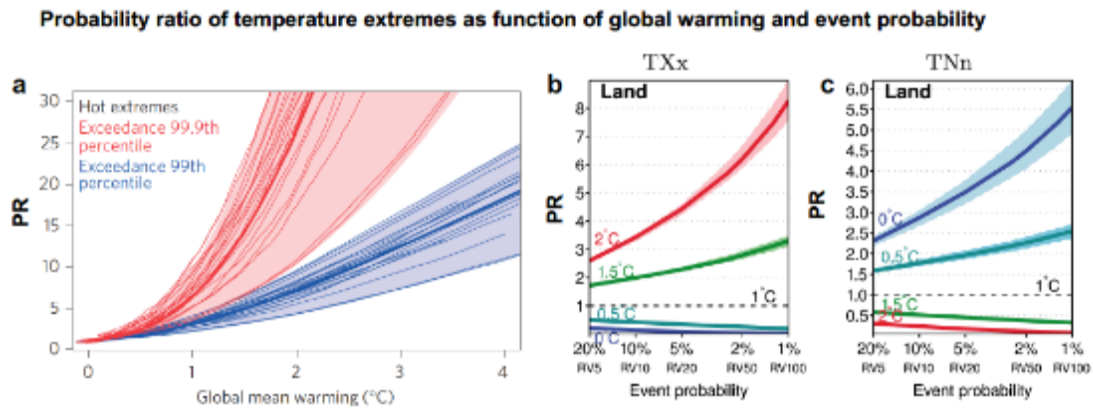 Probability ratio of temperature extremes as function of global warming and event probability
a
Hot extremes
Exceedance 99.9th
percentile
Exceedance 99th
percentile
PR
30
25
20
15
10
5
0
0 1 2 3 4
Global mean warming (°C)
b
TXx
Land
PR
8
7
6
5
4
3
2
1
2°C
1.5°C
1°C
0.5°C
0°C
20% 10% 5% 2% 1%
RV5 RV10 RV20 RV50 RV100
Event probability
c
TNn
Land
PR
6.0
5.5
5.0
4.5
4.0
3.5
3.0
2.5
2.0
1.5
1.0
0.5
0°C
0.5°C
1°C
1.5°C
2°C
20% 10% 5% 2% 1%
RV5 RV10 RV20 RV50 RV100
Event probability